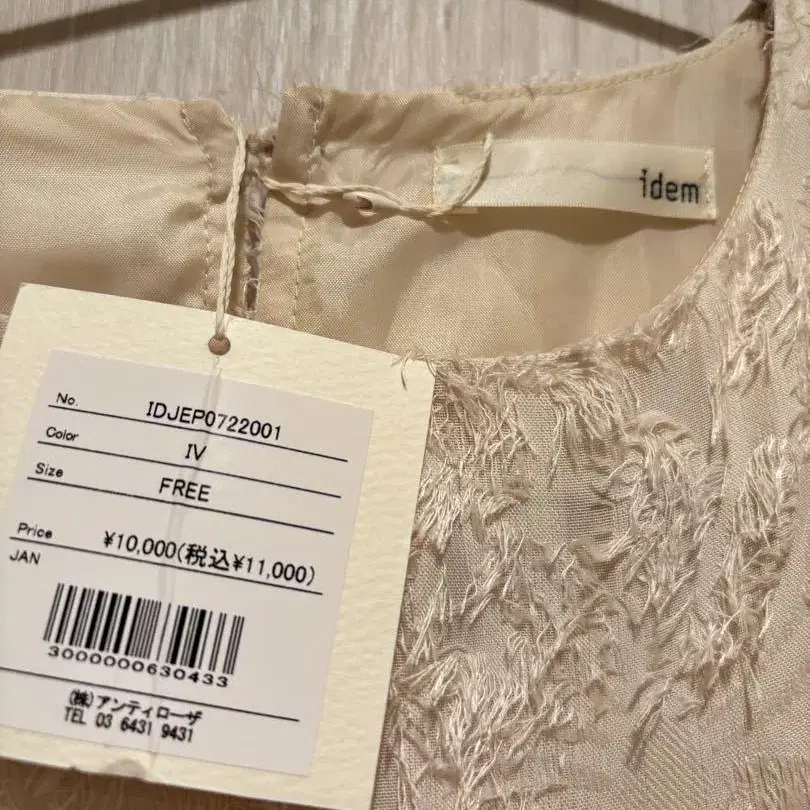 idem
No. IDJEP0722001
Color IV
Size FREE
Price ¥10,000(税込¥11,000)
JAN
3000000630433
(株)アンティローザ
TEL 03 6431 9431